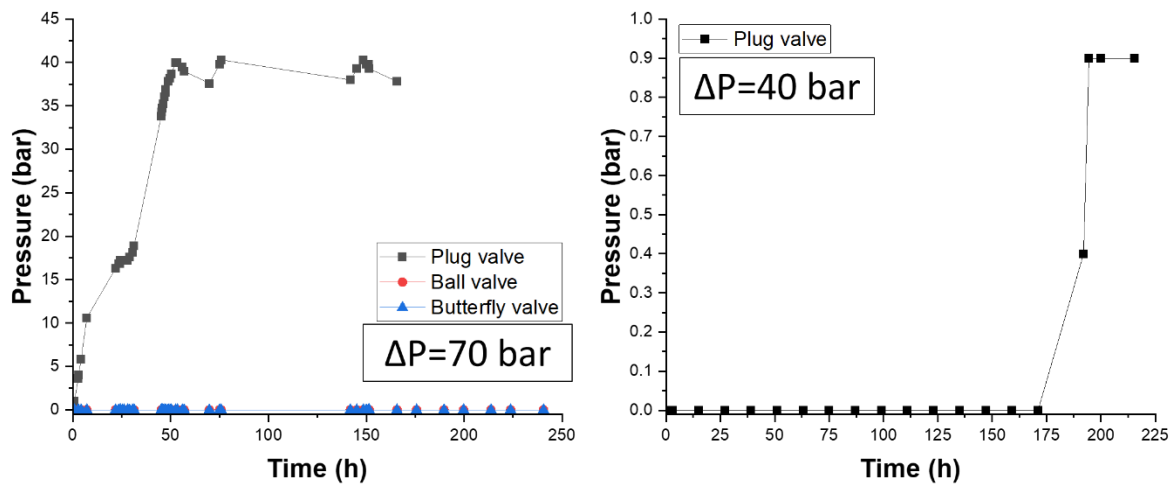 45
40
35
30
25
20
15
10
5
0
Pressure (bar)
Plug valve
Ball valve
Butterfly valve
ΔP=70 bar
0 50 100 150 200 250
Time (h)
1.0
0.9
0.8
0.7
0.6
0.5
0.4
0.3
0.2
0.1
0.0
Pressure (bar)
Plug valve
ΔP=40 bar
0 25 50 75 100 125 150 175 200 225
Time (h)